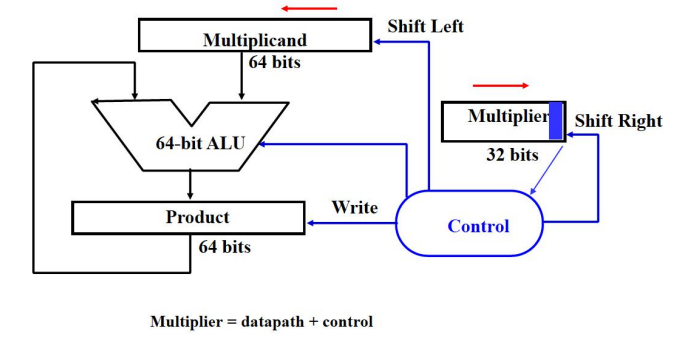 Shift Left
Multiplicand
64 bits
Multiplier
Shift Right
64-bit ALU
32 bits
Write
Product
Control
64 bits
Multiplier = datapath + control